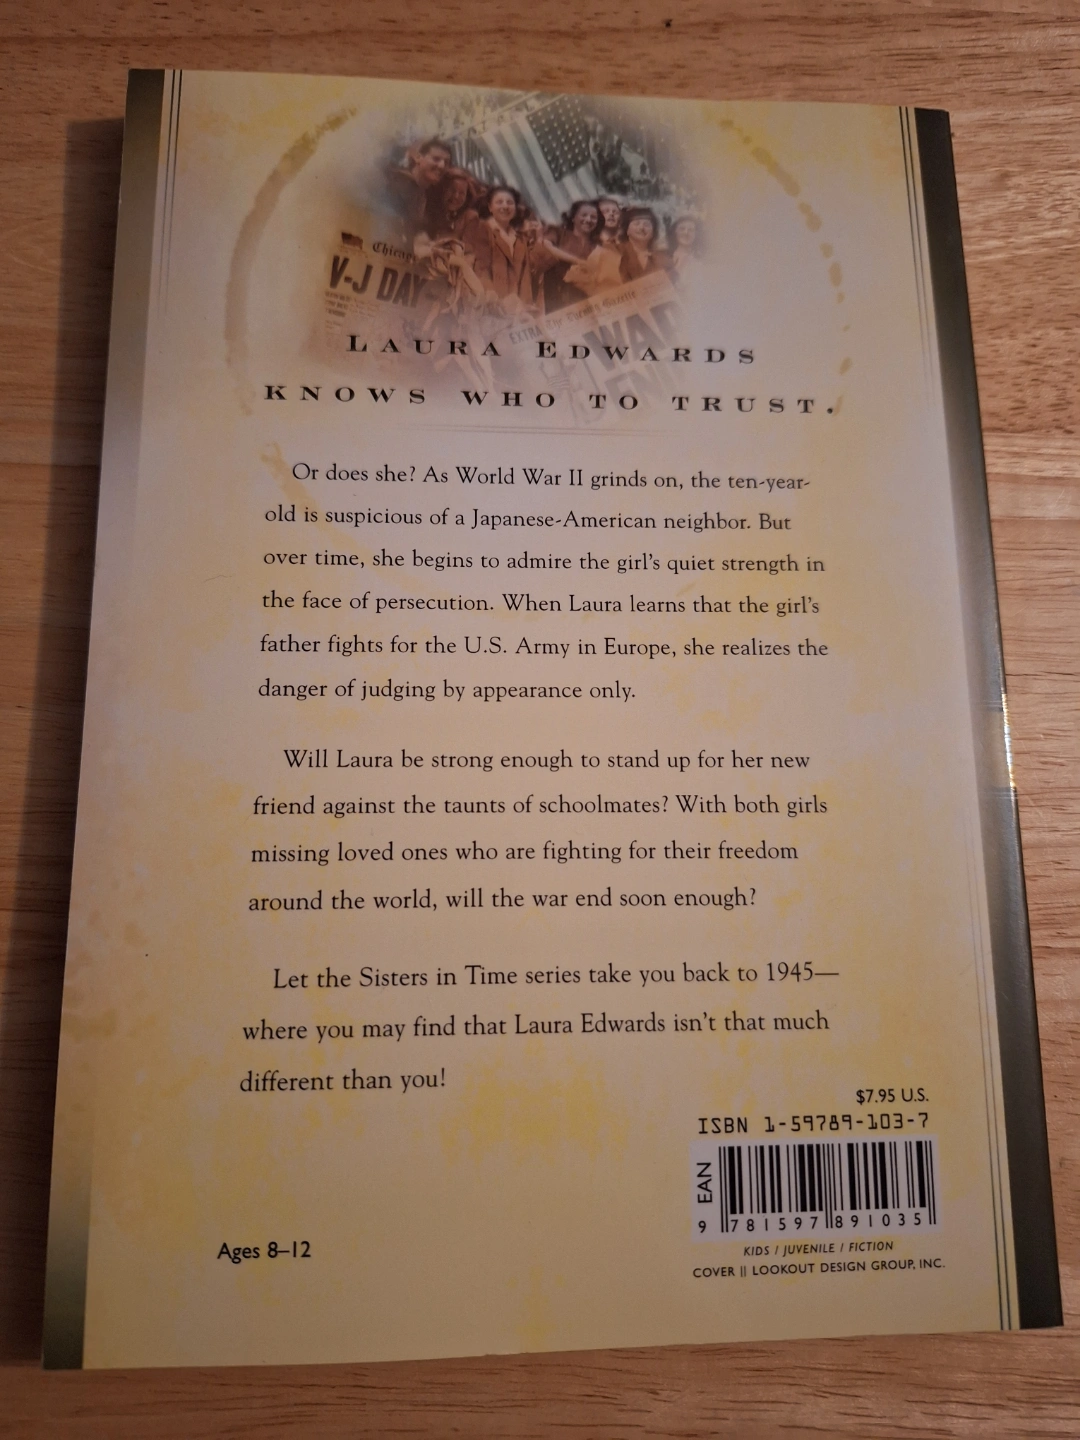 Chicago
V-J DAY
EXTRA The Events Gazette
WAR
LAURA EDWARDS
KNOWS WHO TO TRUST.
Or does she? As World War II grinds on, the ten-year-
old is suspicious of a Japanese-American neighbor. But
over time, she begins to admire the girl's quiet strength in
the face of persecution. When Laura learns that the girl's
father fights for the U.S. Army in Europe, she realizes the
danger of judging by appearance only.
Will Laura be strong enough to stand up for her new
friend against the taunts of schoolmates? With both girls
missing loved ones who are fighting for their freedom
around the world, will the war end soon enough?
Let the Sisters in Time series take you back to 1945—
where you may find that Laura Edwards isn't that much
different than you!
$7.95 U.S.
ISBN 1-59789-103-7
EAN
9 781597 891035
Ages 8–12
KIDS / JUVENILE / FICTION
COVER || LOOKOUT DESIGN GROUP, INC.